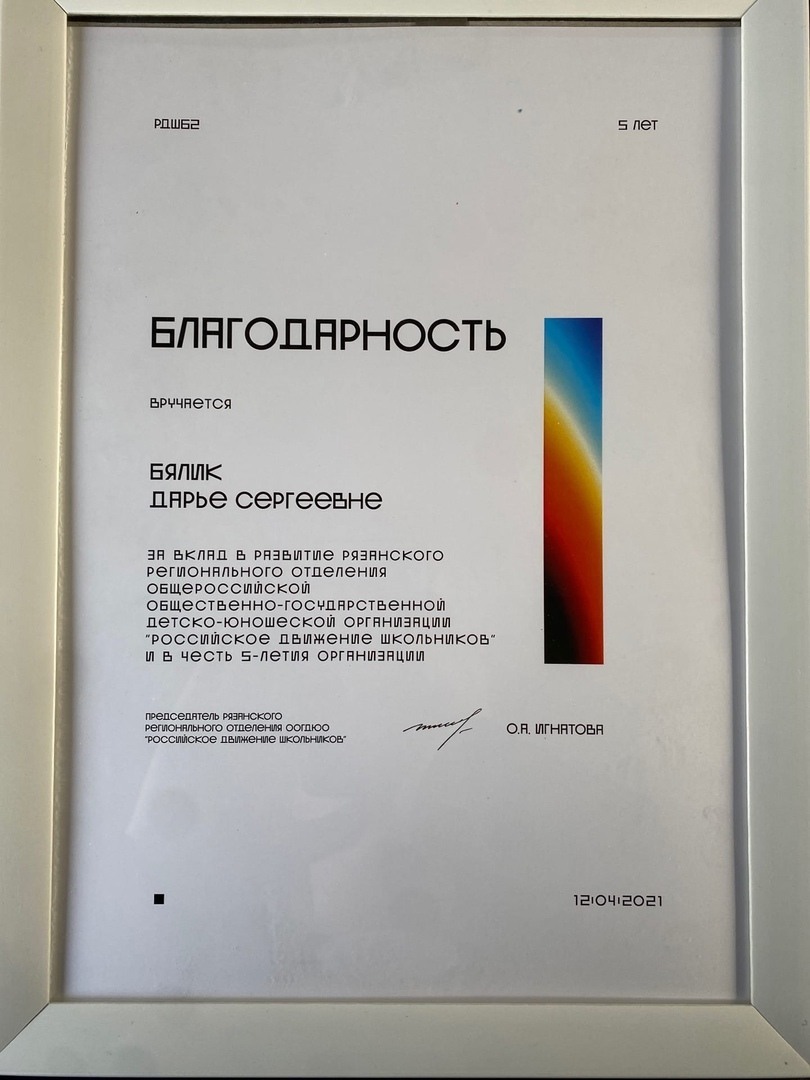 РДШ62
5 лет
БЛАГОДАРНОСТЬ
ВРУЧАЕТСЯ
БЯЛИК
ДАРЬЕ СЕРГЕЕВНЕ
ЗА ВКЛАД В РАЗВИТИЕ РЯЗАНСКОГО
РЕГИОНАЛЬНОГО ОТДЕЛЕНИЯ
ОБЩЕРОССИЙСКОЙ
ОБЩЕСТВЕННО-ГОСУДАРСТВЕННОЙ
ДЕТСКО-ЮНОШЕСКОЙ ОРГАНИЗАЦИИ
"РОССИЙСКОЕ ДВИЖЕНИЕ ШКОЛЬНИКОВ"
И В ЧЕСТЬ 5-ЛЕТИЯ ОРГАНИЗАЦИИ
ПРЕДСЕДАТЕЛЬ РЯЗАНСКОГО
РЕГИОНАЛЬНОГО ОТДЕЛЕНИЯ ООГДЮО
"РОССИЙСКОЕ ДВИЖЕНИЕ ШКОЛЬНИКОВ"
О.А. ИГНАТОВА
12:04:2021